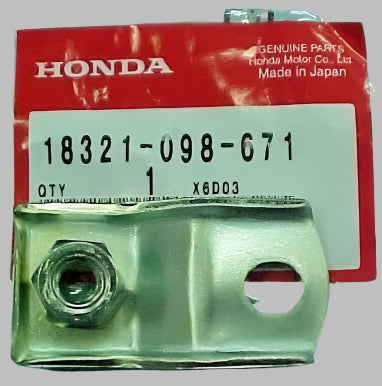 GENUINE PARTS
HONDA
Honda Motor Co., Ltd.
Made in Japan
18321-098-671
QTY 1 X6D03